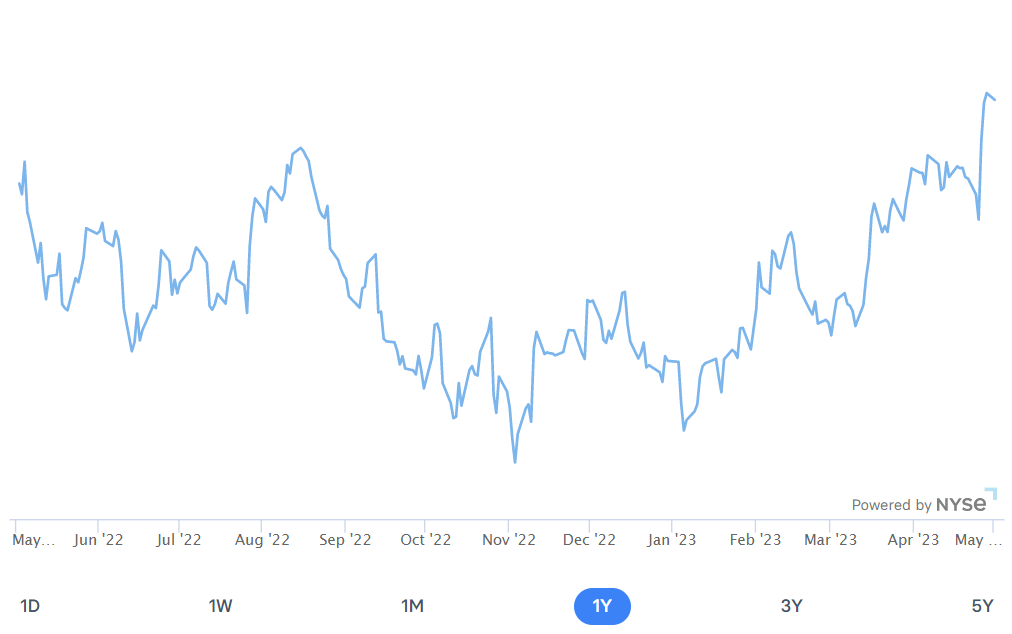 Powered by NYSE
May... Jun '22 Jul '22 Aug '22 Sep '22 Oct '22 Nov '22 Dec '22 Jan '23 Feb '23 Mar '23 Apr '23 May ...
1D 1W 1M 1Y 3Y 5Y